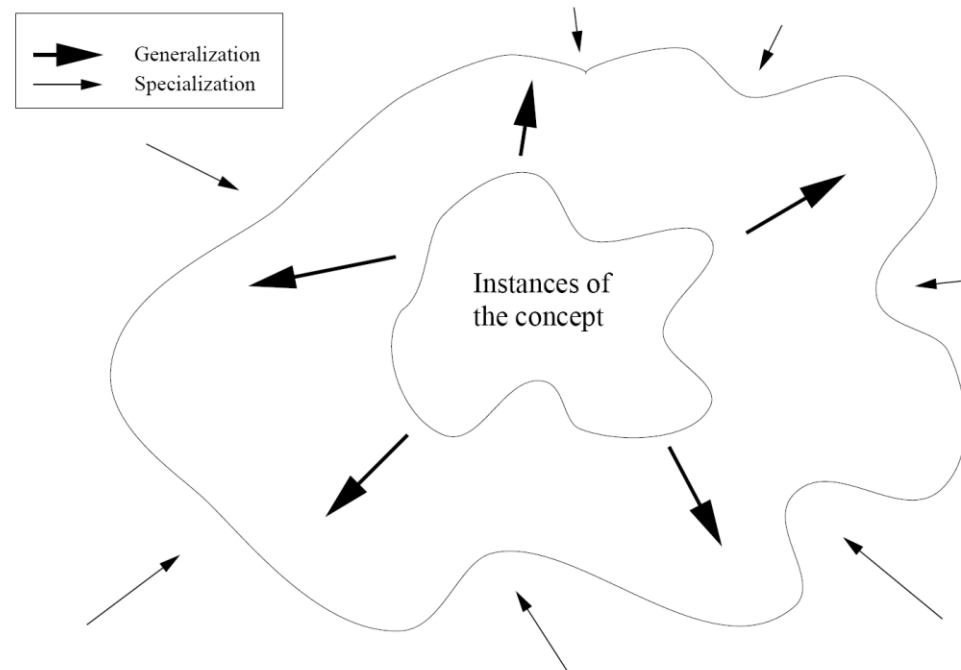 Generalization
Specialization
Instances of
the concept